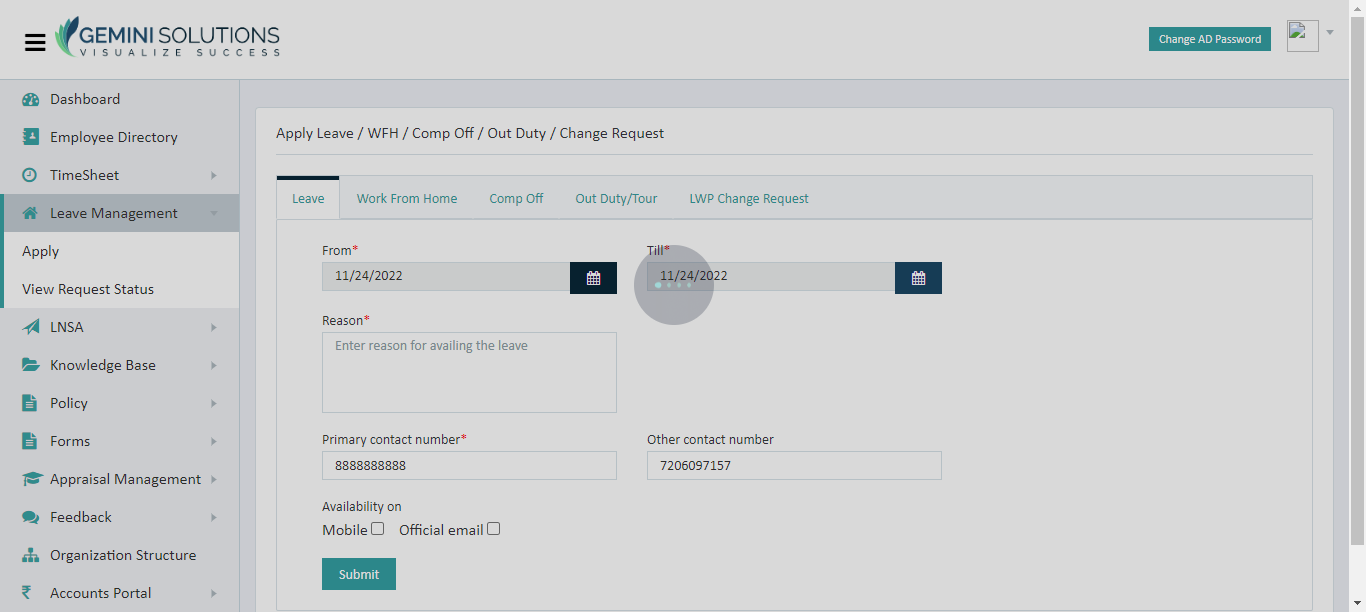 GEMINI SOLUTIONS
VISUALIZE SUCCESS
Change AD Password
Dashboard
Employee Directory
TimeSheet
Leave Management
Apply
View Request Status
LNSA
Knowledge Base
Policy
Forms
Appraisal Management
Feedback
Organization Structure
Accounts Portal
Apply Leave / WFH / Comp Off / Out Duty / Change Request
Leave Work From Home Comp Off Out Duty/Tour LWP Change Request
From* Till*
11/24/2022 11/24/2022
Reason*
Enter reason for availing the leave
Primary contact number* Other contact number
8888888888 7206097157
Availability on
Mobile Official email
Submit